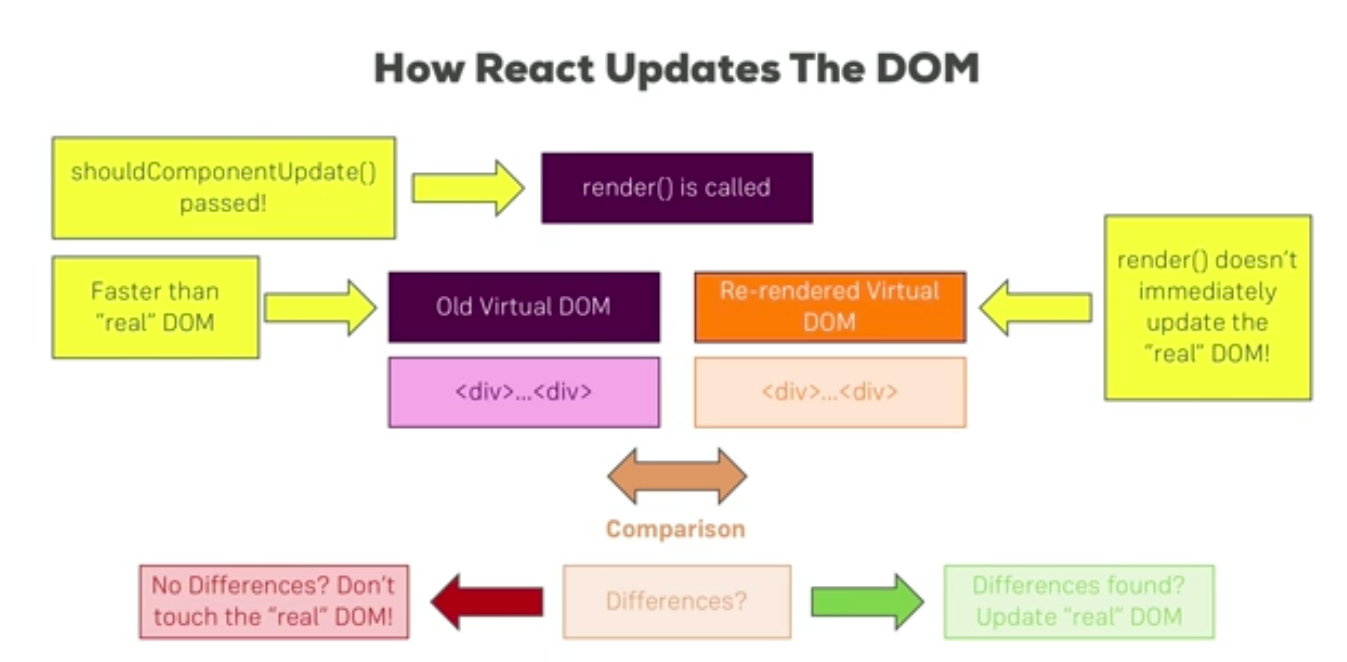 How React Updates The DOM
shouldComponentUpdate()
passed!
render() is called
Faster than
"real" DOM
Old Virtual DOM
Re-rendered Virtual
DOM
render() doesn't
immediately
update the
"real" DOM!
<div>...<div>
<div>...<div>
Comparison
No Differences? Don't
touch the "real" DOM!
Differences?
Differences found?
Update "real" DOM